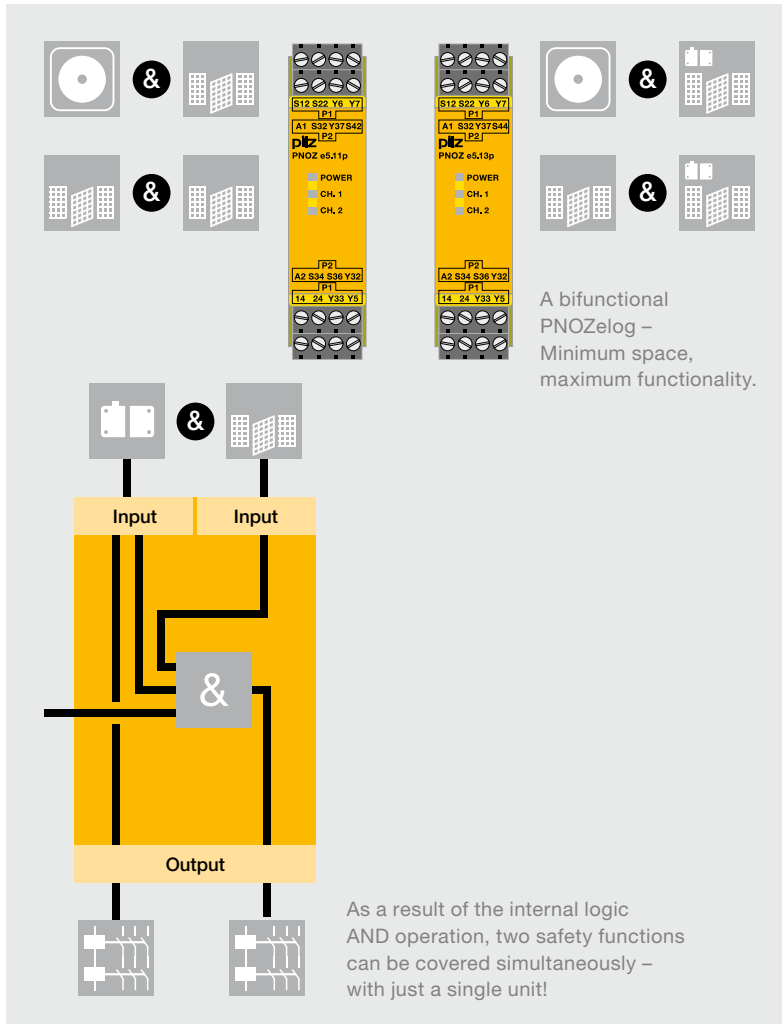 &
&
S12 S22 Y6 Y7
P1
A1 S32 Y37 S42
P2
pilz
PNOZ e5.11p
POWER
CH. 1
CH. 2
P2
A2 S34 S36 Y32
P1
14 24 Y33 Y5
S12 S22 Y6 Y7
P1
A1 S32 Y37 S44
P2
pilz
PNOZ e5.13p
POWER
CH. 1
CH. 2
P2
A2 S34 S36 Y32
P1
14 24 Y33 Y5
&
&
A bifunctional
PNOZelog –
Minimum space,
maximum functionality.
&
Input Input
&
Output
As a result of the internal logic
AND operation, two safety functions
can be covered simultaneously –
with just a single unit!